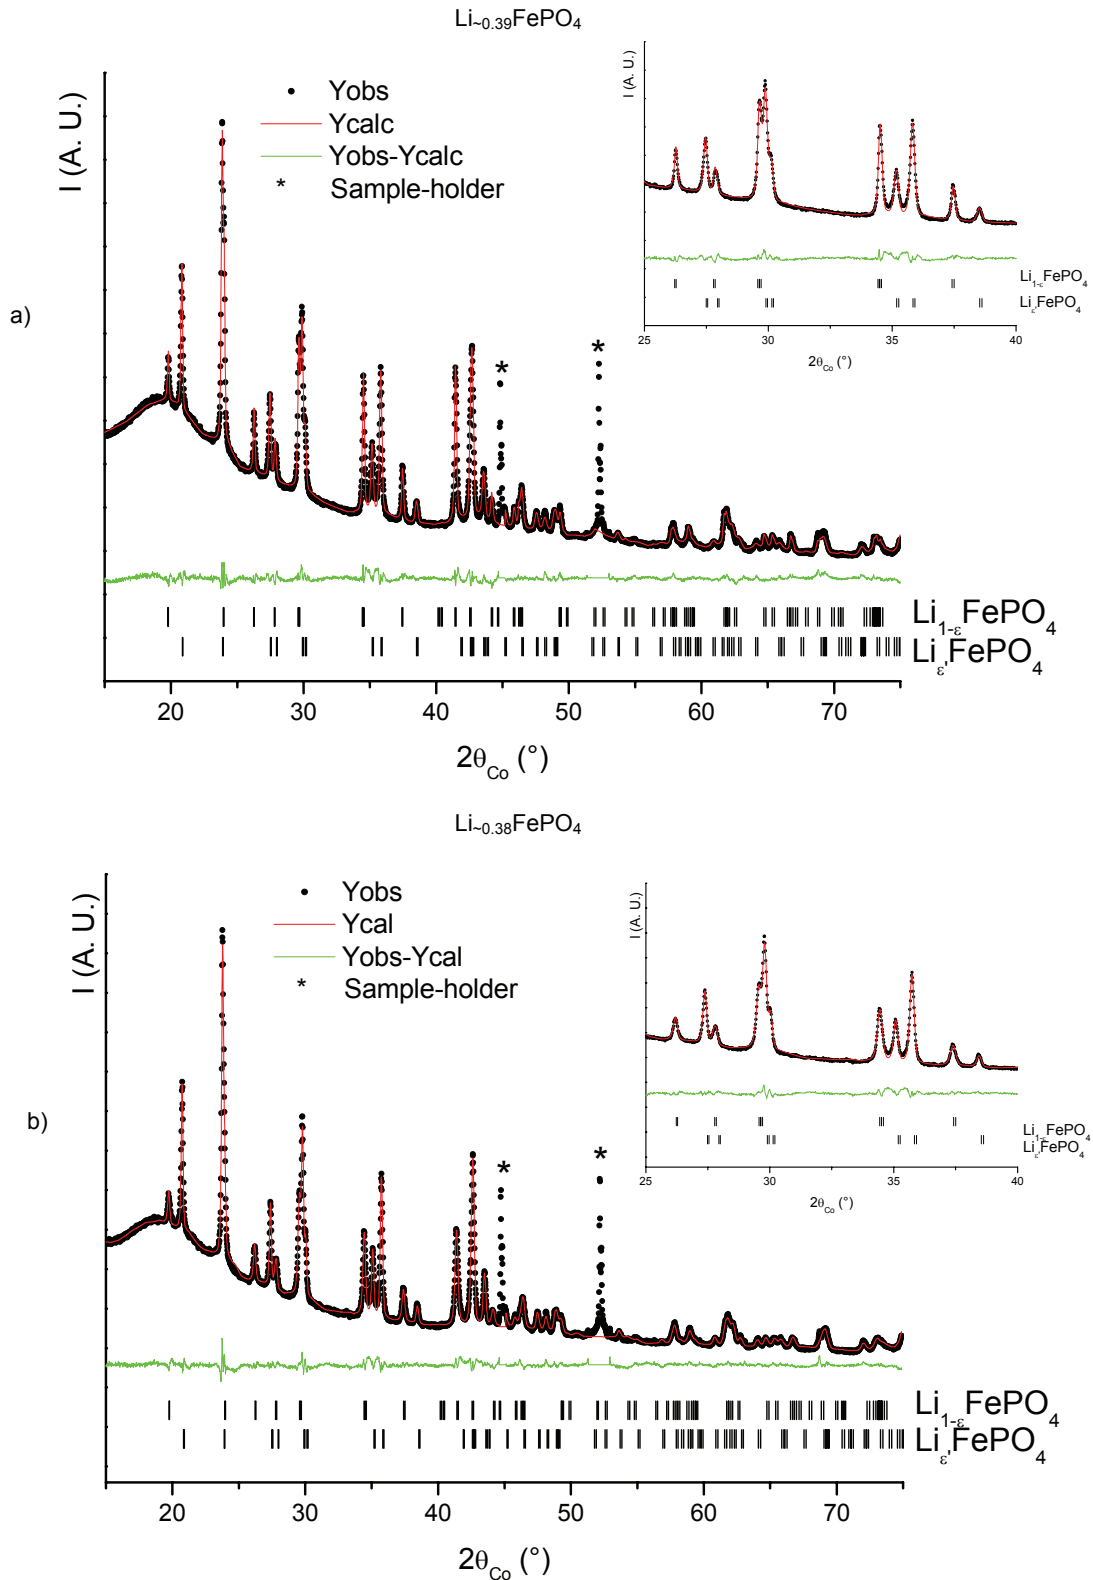 Li~0.39FePO4
a)
I (A. U.)
Yobs
Ycalc
Yobs-Ycalc
* Sample-holder
*
*
I (A. U.)
Li1-εFePO4
Liε'FePO4
25 30 35 40
2θCo (°)
Li1-εFePO4
Liε'FePO4
20 30 40 50 60 70
2θCo (°)
Li~0.38FePO4
b)
I (A. U.)
Yobs
Ycal
Yobs-Ycal
* Sample-holder
*
*
I (A. U.)
Li1-εFePO4
Liε'FePO4
25 30 35 40
2θCo (°)
Li1-εFePO4
Liε'FePO4
20 30 40 50 60 70
2θCo (°)